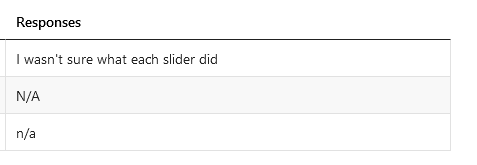 Responses
I wasn't sure what each slider did
N/A
n/a